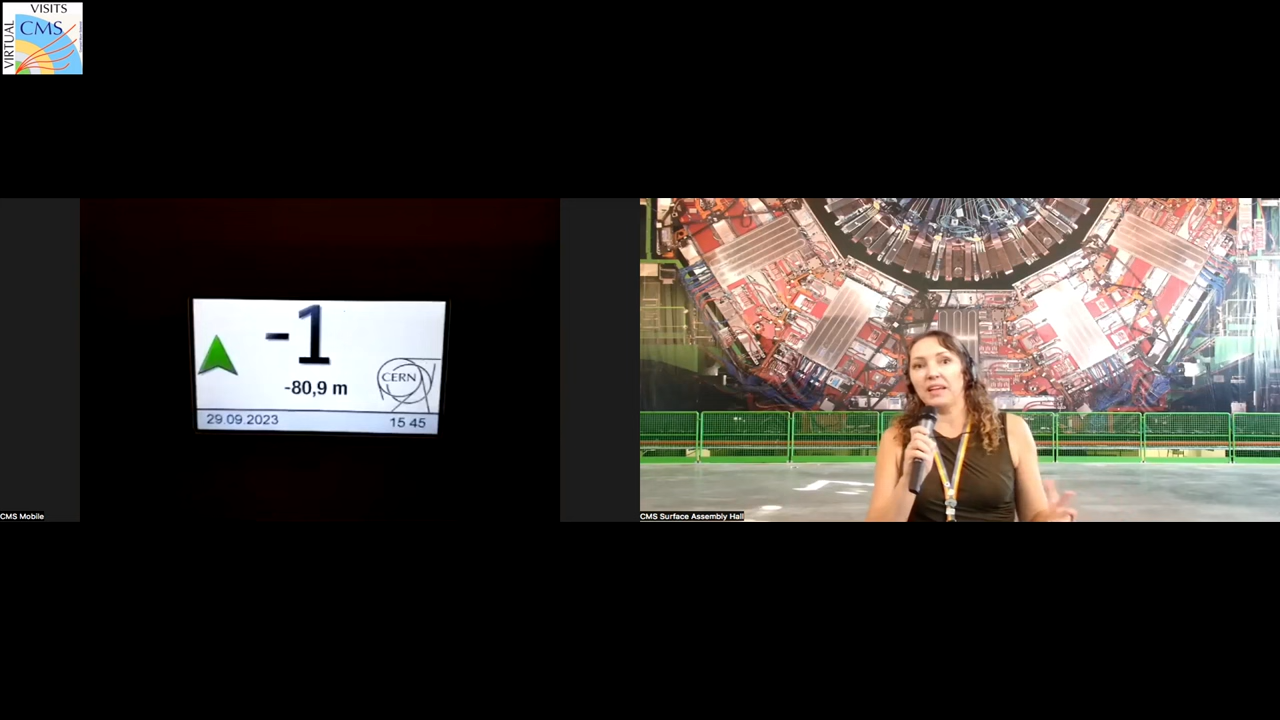 VISITS
CMS
VIRTUAL
-1
-80,9 m
CERN
29.09.2023
15 45
CMS Mobile
CMS Surface Assembly Hall